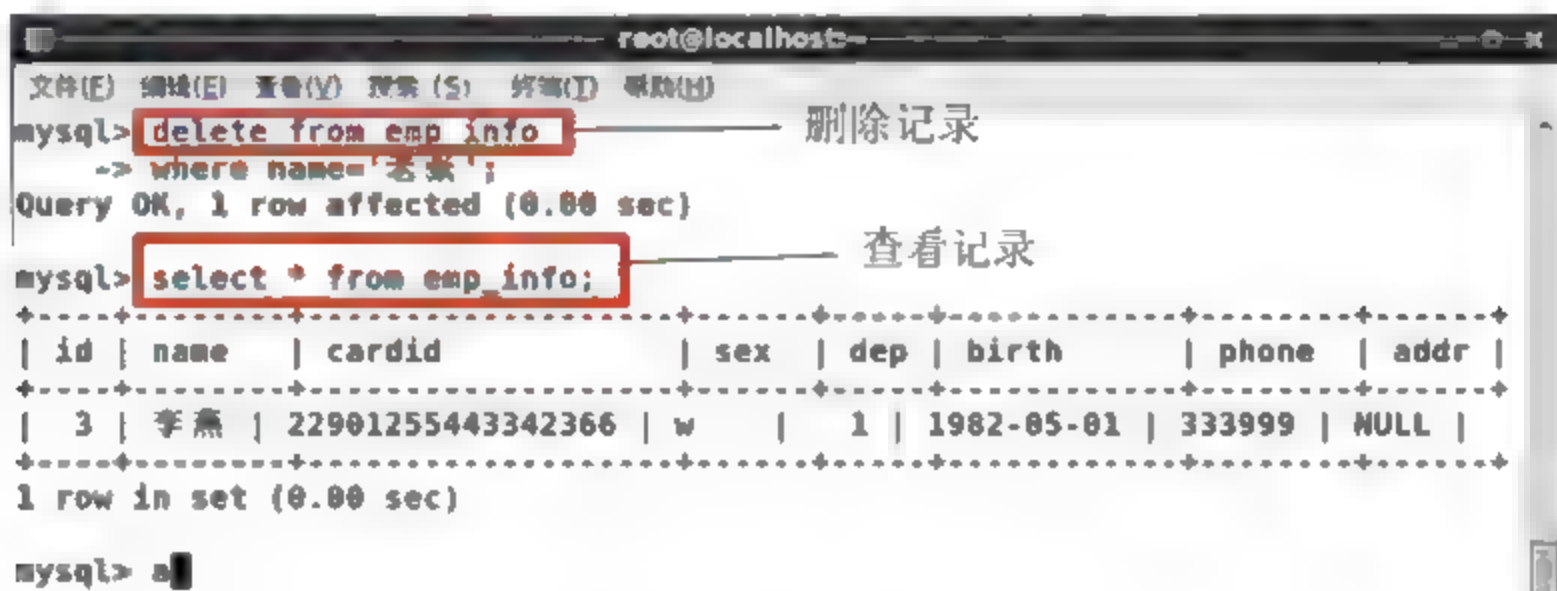 root@localhost:~
文件(F) 编辑(E) 查看(V) 搜索 (S) 终端(T) 帮助(H)
mysql> delete from emp_info 删除记录
-> where name='老张';
Query OK, 1 row affected (0.00 sec)
查看记录
mysql> select * from emp_info;
+-----+---------+-------------------+------+-----+------------+--------+------+
| id | name | cardid | sex | dep | birth | phone | addr |
+-----+---------+-------------------+------+-----+------------+--------+------+
| 3 | 李燕 | 22901255443342366 | w | 1 | 1982-05-01 | 333999 | NULL |
+-----+---------+-------------------+------+-----+------------+--------+------+
1 row in set (0.00 sec)
mysql> a